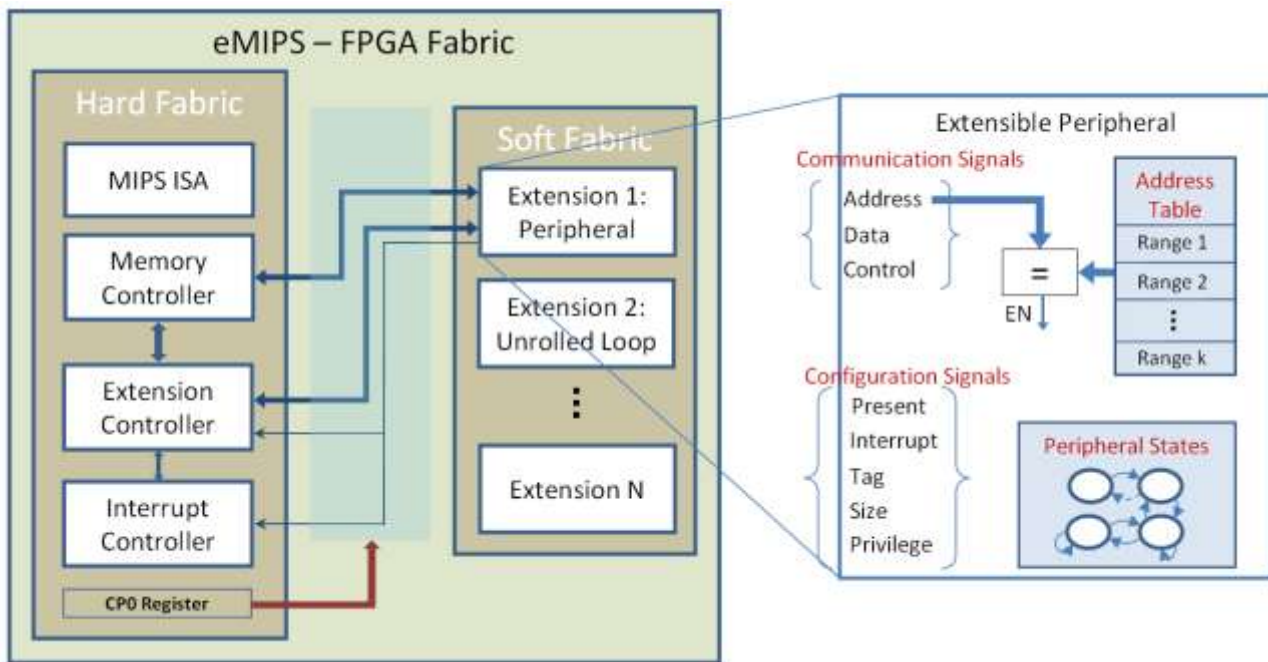 eMIPS – FPGA Fabric
Hard Fabric
MIPS ISA
Memory
Controller
Extension
Controller
Interrupt
Controller
CP0 Register
Soft Fabric
Extension 1:
Peripheral
Extension 2:
Unrolled Loop
⋮
Extension N
Extensible Peripheral
Communication Signals
Address
Data
Control
=
EN
Address
Table
Range 1
Range 2
⋮
Range k
Configuration Signals
Present
Interrupt
Tag
Size
Privilege
Peripheral States